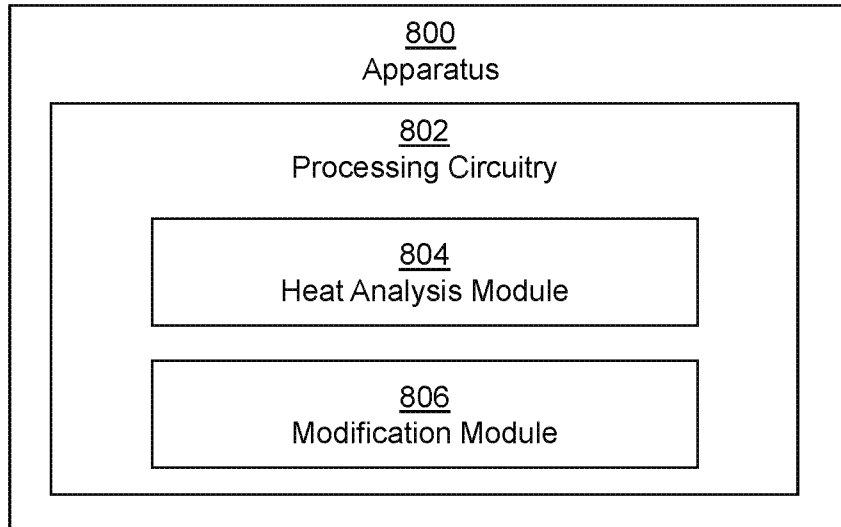 800
Apparatus
802
Processing Circuitry
804
Heat Analysis Module
806
Modification Module